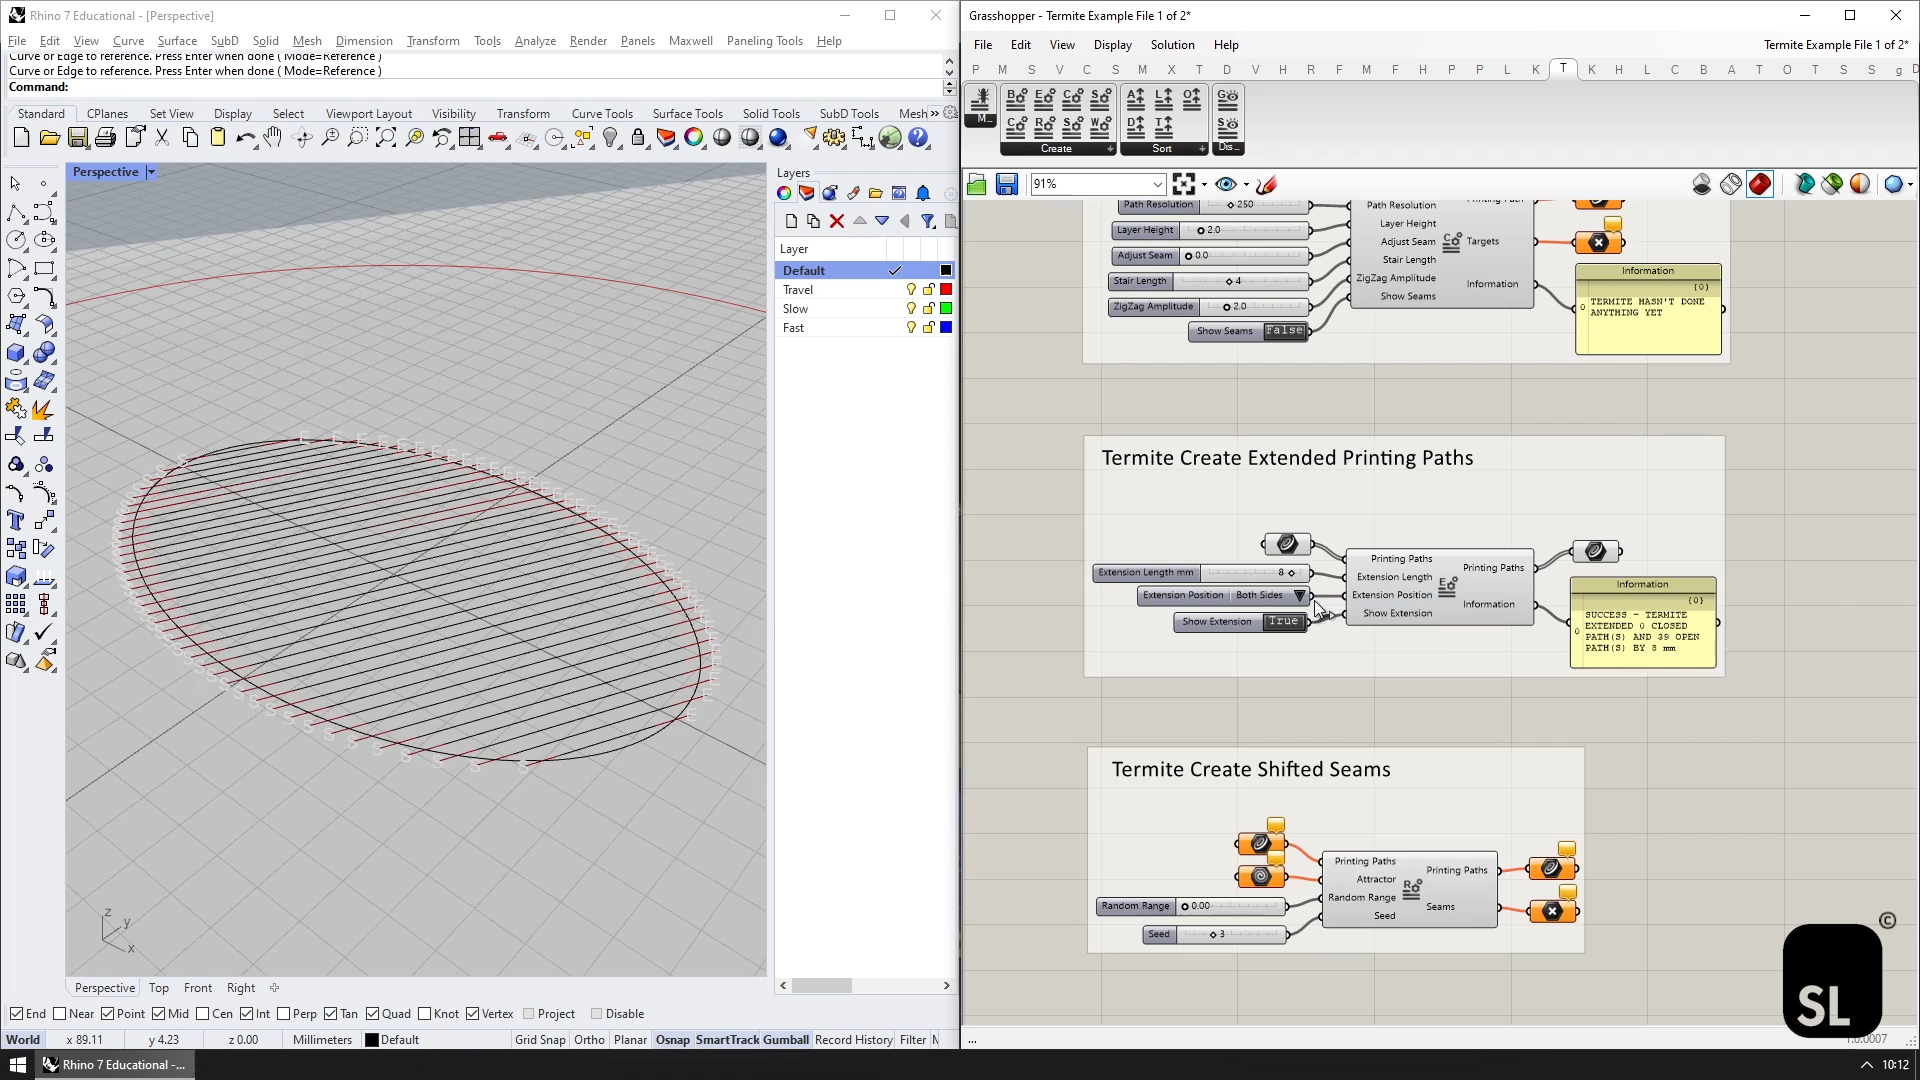 Rhino 7 Educational - [Perspective]
File Edit View Curve Surface SubD Solid Mesh Dimension Transform Tools Analyze Render Panels Maxwell Paneling Tools Help
Curve or Edge to reference. Press Enter when done ( Mode=Reference )
Curve or Edge to reference. Press Enter when done ( Mode=Reference )
Command:
Standard CPlanes Set View Display Select Viewport Layout Visibility Transform Curve Tools Surface Tools Solid Tools SubD Tools Mesh »
Perspective
Layers
Layer
Default
Travel
Slow
Fast
z
y
x
Perspective Top Front Right
End Near Point Mid Cen Int Perp Tan Quad Knot Vertex Project Disable
World x 89.11 y 4.23 z 0.00 Millimeters Default Grid Snap Ortho Planar Osnap SmartTrack Gumball Record History Filter M
Rhino 7 Educational -...
Grasshopper - Termite Example File 1 of 2*
File Edit View Display Solution Help
Termite Example File 1 of 2*
P M S V C S M X T D V H R F M F P P L K T K H L C B A T O T S S g D
M...
Create
Sort
Dis...
91%
Path Resolution 250
Layer Height 2.0
Adjust Seam 0.0
Stair Length 4
ZigZag Amplitude 2.0
Show Seams False
Path Resolution
Layer Height
Adjust Seam
Stair Length
ZigZag Amplitude
Show Seams
Targets
Information
Information
{0}
0 TERMITE HASN'T DONE
ANYTHING YET
Termite Create Extended Printing Paths
Extension Length mm 8
Extension Position Both Sides
Show Extension True
Printing Paths
Extension Length
Extension Position
Show Extension
Printing Paths
Information
Information
{0}
0 SUCCESS - TERMITE
EXTENDED 0 CLOSED
PATH(S) AND 39 OPEN
PATH(S) BY 8 mm
Termite Create Shifted Seams
Random Range 0.00
Seed 3
Printing Paths
Attractor
Random Range
Seed
Printing Paths
Seams
©
SL
...
1.0.0007
10:12